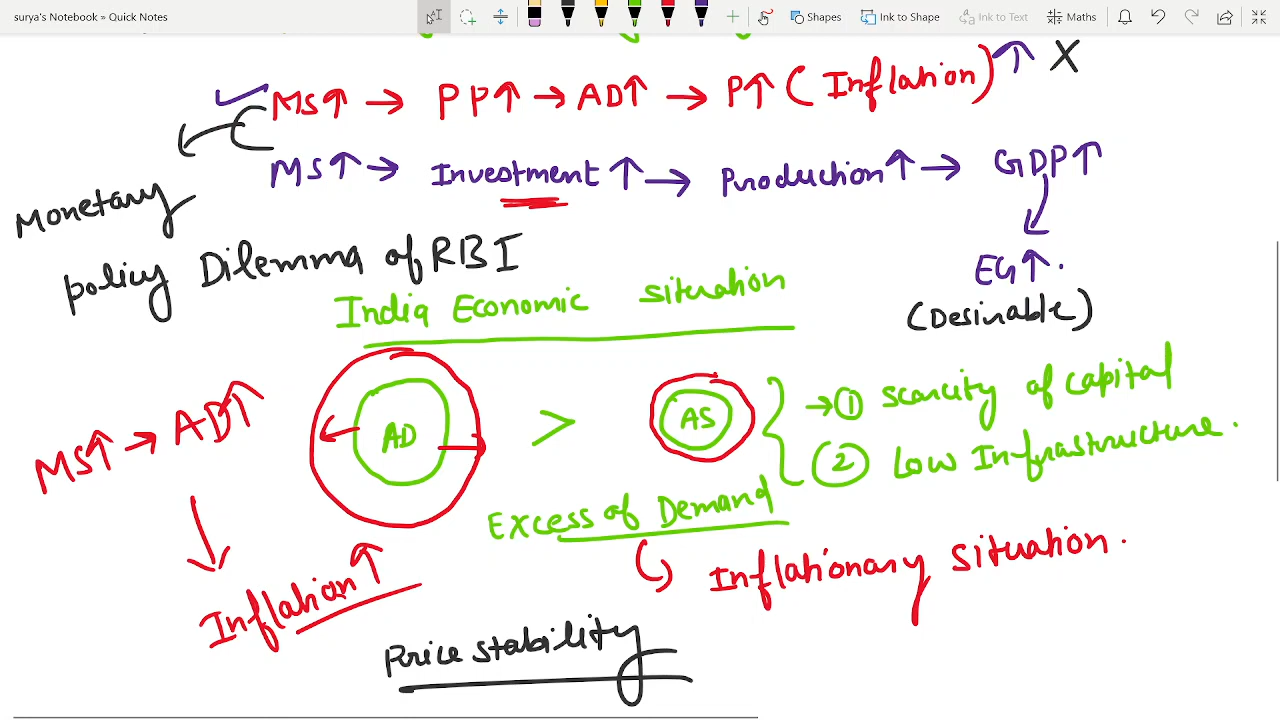 surya's Notebook » Quick Notes
Shapes Ink to Shape Ink to Text Maths
MS↑ → PP↑ → AD↑ → P↑ (Inflation)↑ X
MS↑ → Investment ↑ → Production ↑ → GDP↑
Monetary
policy Dilemma of RBI
EG↑.
(Desirable)
India Economic situation
MS↑ → AD↑
AD > AS
→ ① Scarcity of capital
② Low Infrastructure.
Excess of Demand
Inflationary situation.
Inflation↑
Price stability